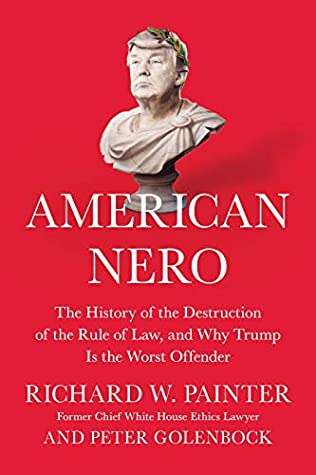 AMERICAN
NERO
The History of the Destruction
of the Rule of Law, and Why Trump
Is the Worst Offender
RICHARD W. PAINTER
Former Chief White House Ethics Lawyer
AND PETER GOLENBOCK